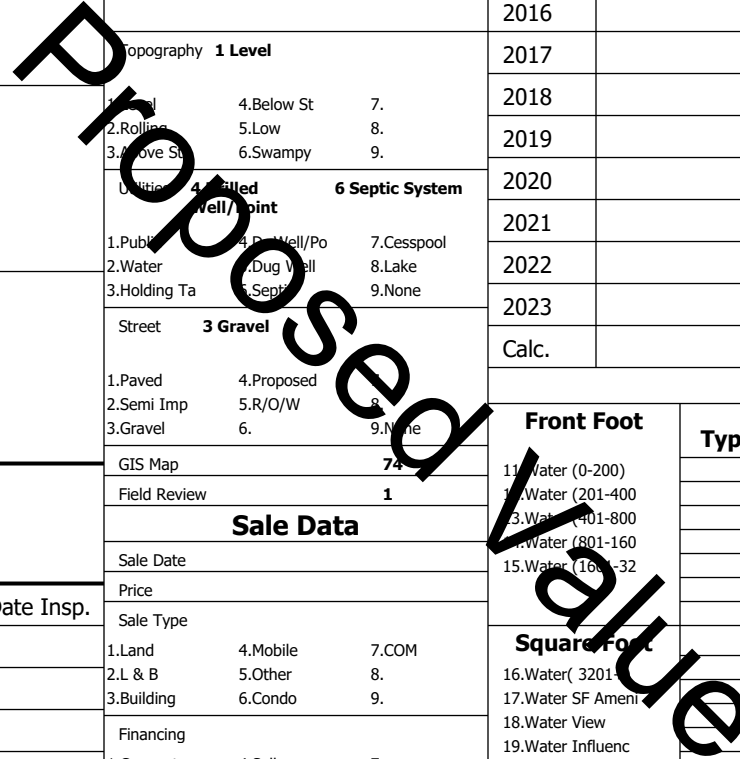 Topography 1 Level
1.Level 4.Below St 7.
2.Rolling 5.Low 8.
3.Above St 6.Swampy 9.
Utilities 4 Drilled 6 Septic System
Well/Point
1.Public 4.Dr Well/Po 7.Cesspool
2.Water 5.Dug Well 8.Lake
3.Holding Ta 6.Septic 9.None
Street 3 Gravel
1.Paved 4.Proposed 7.
2.Semi Imp 5.R/O/W 8.
3.Gravel 6. 9.None
GIS Map 74
Field Review 1
Sale Data
Sale Date
Price
Sale Type
1.Land 4.Mobile 7.COM
2.L & B 5.Other 8.
3.Building 6.Condo 9.
Financing
Date Insp.
2016
2017
2018
2019
2020
2021
2022
2023
Calc.
Front Foot
Typ
11.Water (0-200)
12.Water (201-400
13.Water (401-800
14.Water (801-160
15.Water (1601-32
Square Foot
16.Water( 3201-
17.Water SF Ameni
18.Water View
19.Water Influenc
Proposed Value